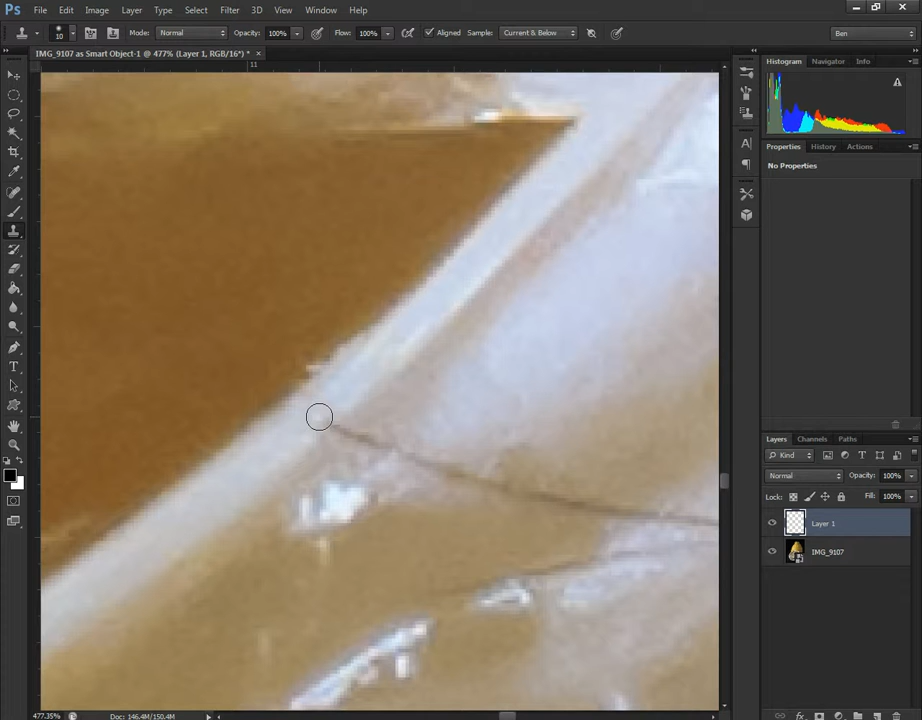 Ps File Edit Image Layer Type Select Filter 3D View Window Help
10 Mode: Normal Opacity: 100% Flow: 100% Aligned Sample: Current & Below Ben
IMG_9107 as Smart Object-1 @ 477% (Layer 1, RGB/16*) * ×
11
Histogram Navigator Info
Properties History Actions
No Properties
Layers Channels Paths
Kind
Normal Opacity: 100%
Lock: Fill: 100%
Layer 1
IMG_9107
477.35% Doc: 146.4M/150.4M